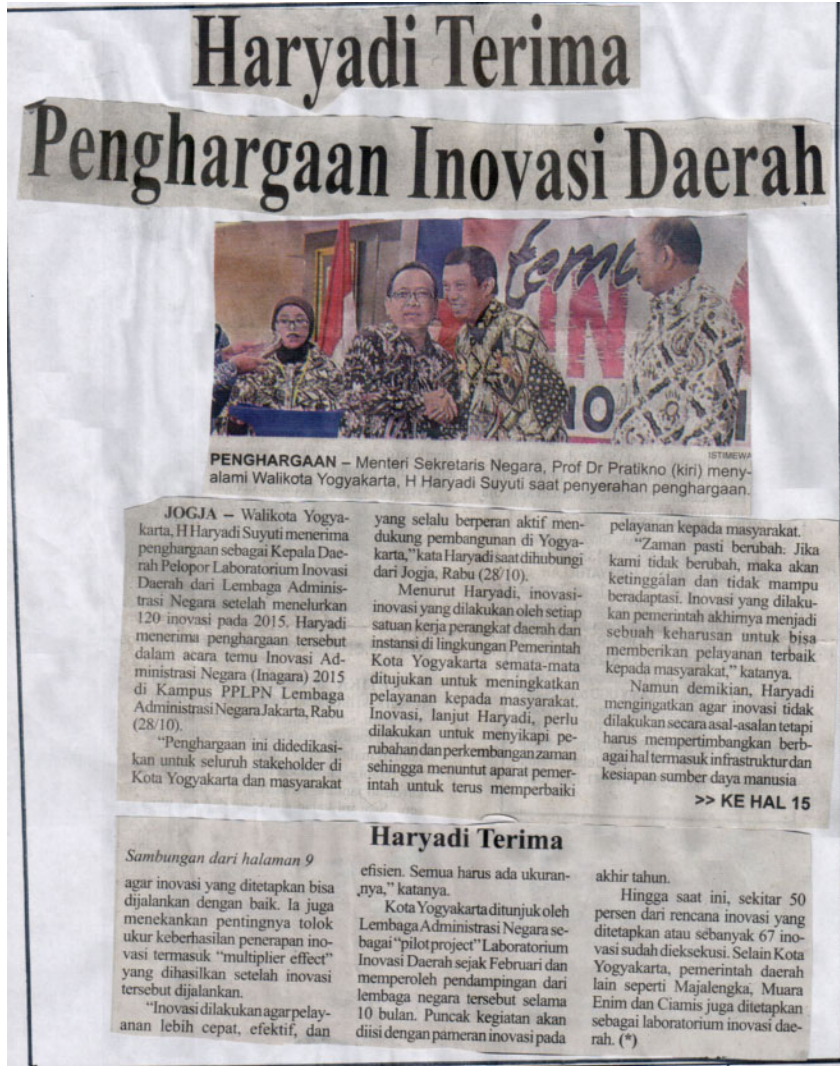 Haryadi Terima
Penghargaan Inovasi Daerah
temu
IN
NO
ISTIMEWA
PENGHARGAAN – Menteri Sekretaris Negara, Prof Dr Pratikno (kiri) meny-
alami Walikota Yogyakarta, H Haryadi Suyuti saat penyerahan penghargaan.
JOGJA – Walikota Yogya-
karta, H Haryadi Suyuti menerima
penghargaan sebagai Kepala Dae-
rah Pelopor Laboratorium Inovasi
Daerah dari Lembaga Adminis-
trasi Negara setelah menelurkan
120 inovasi pada 2015. Haryadi
menerima penghargaan tersebut
dalam acara temu Inovasi Ad-
ministrasi Negara (Inagara) 2015
di Kampus PPLPN Lembaga
Administrasi Negara Jakarta, Rabu
(28/10).
“Penghargaan ini didedikasi-
kan untuk seluruh stakeholder di
Kota Yogyakarta dan masyarakat
yang selalu berperan aktif men-
dukung pembangunan di Yogya-
karta,” kata Haryadi saat dihubungi
dari Jogja, Rabu (28/10).
Menurut Haryadi, inovasi-
inovasi yang dilakukan oleh setiap
satuan kerja perangkat daerah dan
instansi di lingkungan Pemerintah
Kota Yogyakarta semata-mata
ditujukan untuk meningkatkan
pelayanan kepada masyarakat.
Inovasi, lanjut Haryadi, perlu
dilakukan untuk menyikapi pe-
rubahan dan perkembangan zaman
sehingga menuntut aparat pemer-
intah untuk terus memperbaiki
pelayanan kepada masyarakat.
“Zaman pasti berubah. Jika
kami tidak berubah, maka akan
ketinggalan dan tidak mampu
beradaptasi. Inovasi yang dilaku-
kan pemerintah akhirnya menjadi
sebuah keharusan untuk bisa
memberikan pelayanan terbaik
kepada masyarakat,” katanya.
Namun demikian, Haryadi
mengingatkan agar inovasi tidak
dilakukan secara asal-asalan tetapi
harus mempertimbangkan berb-
agai hal termasuk infrastruktur dan
kesiapan sumber daya manusia
>> KE HAL 15
Haryadi Terima
Sambungan dari halaman 9
agar inovasi yang ditetapkan bisa
dijalankan dengan baik. Ia juga
menekankan pentingnya tolok
ukur keberhasilan penerapan ino-
vasi termasuk “multiplier effect”
yang dihasilkan setelah inovasi
tersebut dijalankan.
“Inovasi dilakukan agar pelay-
anan lebih cepat, efektif, dan
efisien. Semua harus ada ukuran-
nya,” katanya.
Kota Yogyakarta ditunjuk oleh
Lembaga Administrasi Negara se-
bagai “pilot project” Laboratorium
Inovasi Daerah sejak Februari dan
memperoleh pendampingan dari
lembaga negara tersebut selama
10 bulan. Puncak kegiatan akan
diisi dengan pameran inovasi pada
akhir tahun.
Hingga saat ini, sekitar 50
persen dari rencana inovasi yang
ditetapkan atau sebanyak 67 ino-
vasi sudah dieksekusi. Selain Kota
Yogyakarta, pemerintah daerah
lain seperti Majalengka, Muara
Enim dan Ciamis juga ditetapkan
sebagai laboratorium inovasi dae-
rah. (*)